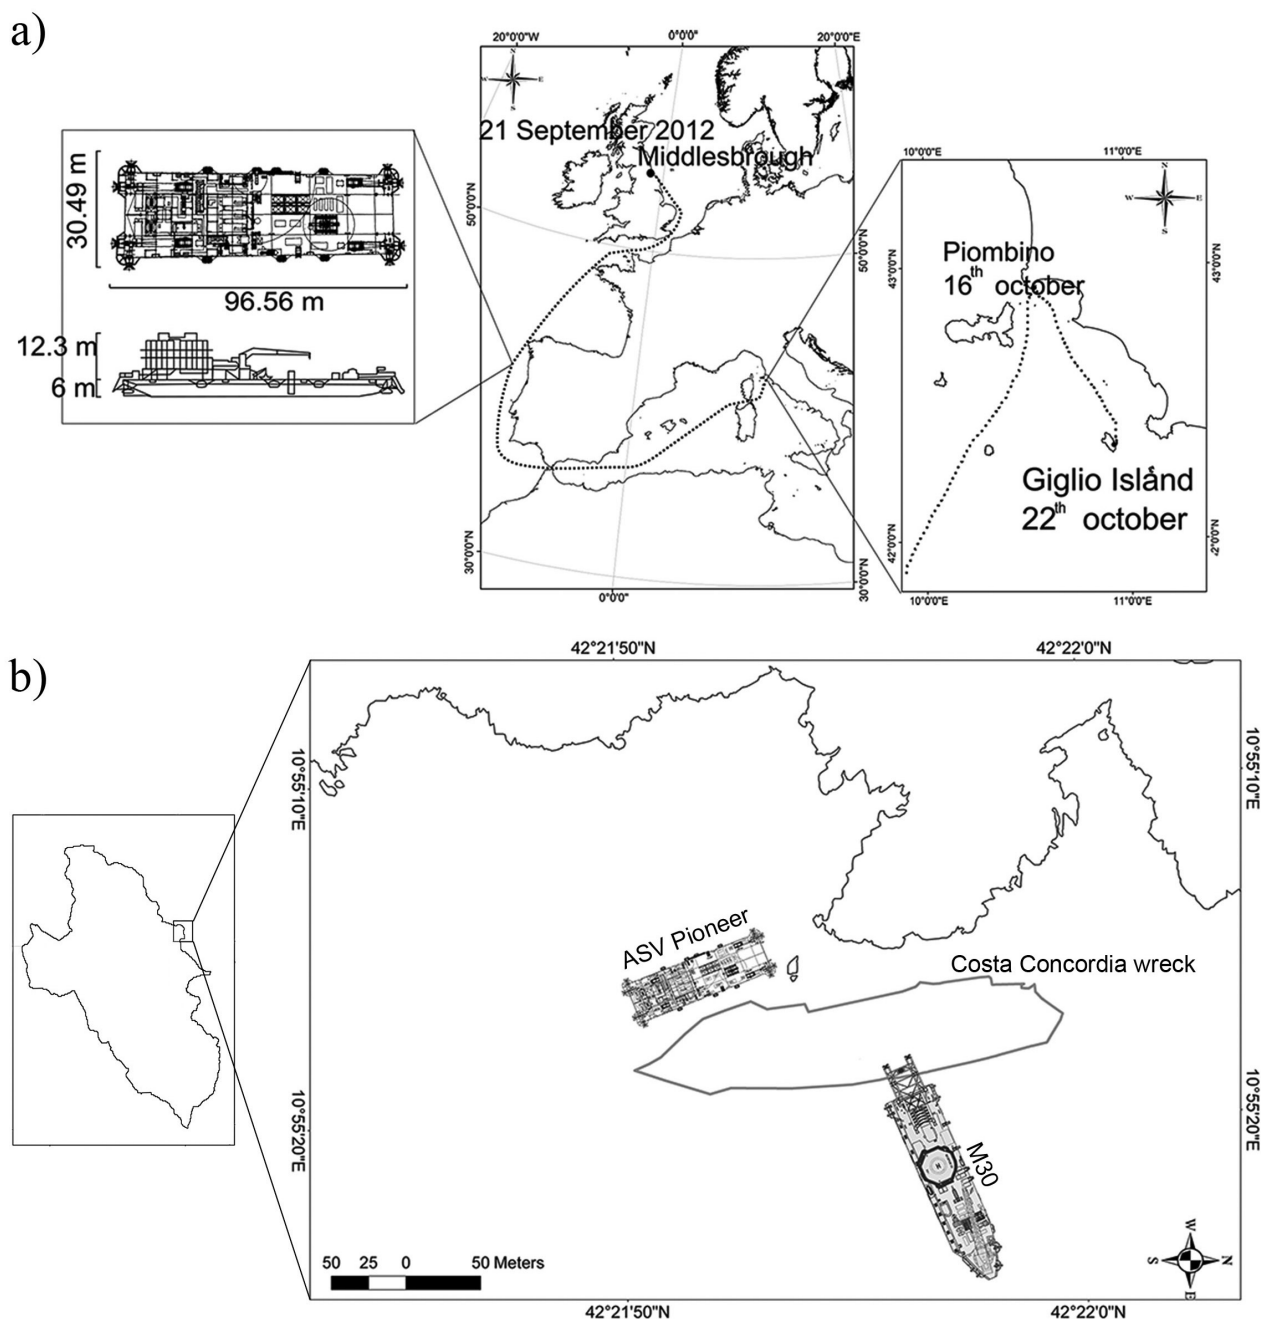 a)
20°0'0"W
0°0'0"
20°0'0"E
N
W
E
S
21 September 2012
Middlesbrough
50°0'0"N
50°0'0"N
30°0'0"N
30°0'0"N
0°0'0"
30.49 m
96.56 m
12.3 m
6 m
10°0'0"E
11°0'0"E
N
W
E
S
Piombino
16th october
43°0'0"N
43°0'0"N
Giglio Islånd
22th october
42°0'0"N
42°0'0"N
10°0'0"E
11°0'0"E
b)
42°21'50"N
42°22'0"N
10°55'10"E
10°55'10"E
ASV Pioneer
Costa Concordia wreck
10°55'20"E
10°55'20"E
M30
W
S
N
E
50 25 0 50 Meters
42°21'50"N
42°22'0"N